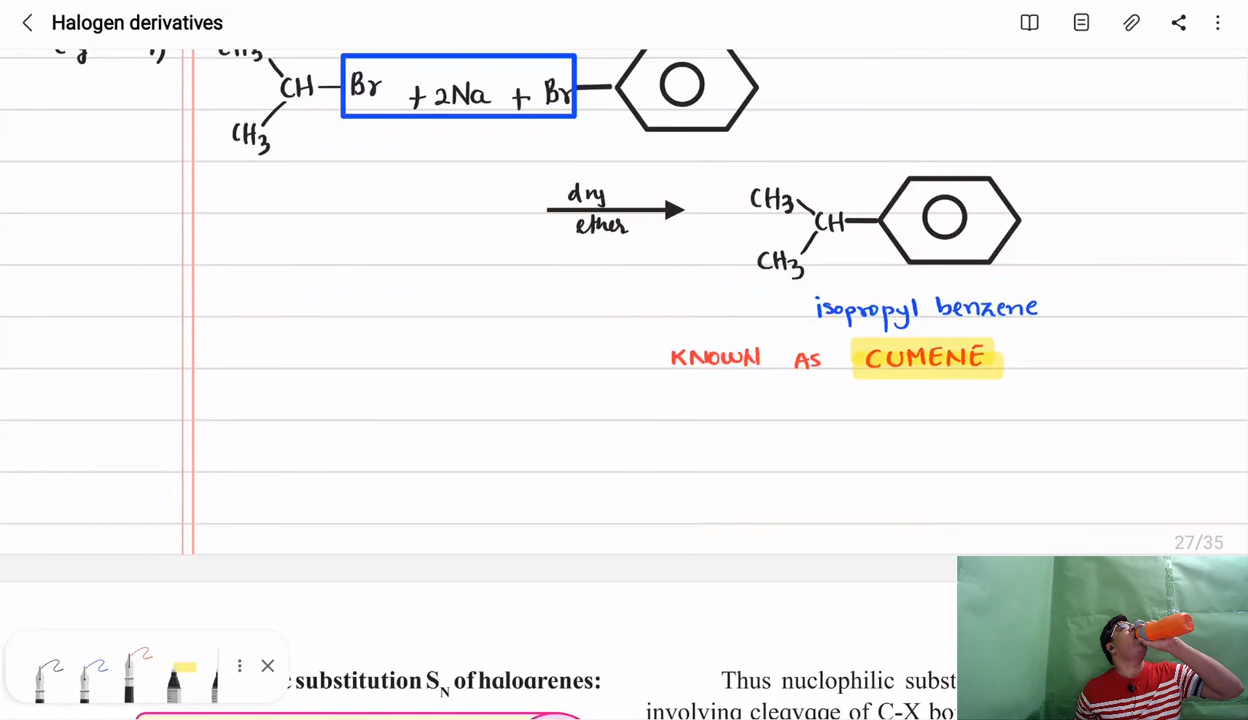 Halogen derivatives
CH3
CH — Br + 2Na + Br
CH3
dry
ether
CH3
CH
CH3
isopropyl benzene
KNOWN AS CUMENE
27/35
substitution SN of haloarenes:
Thus nuclophilic subst
involving cleavage of C-X bo